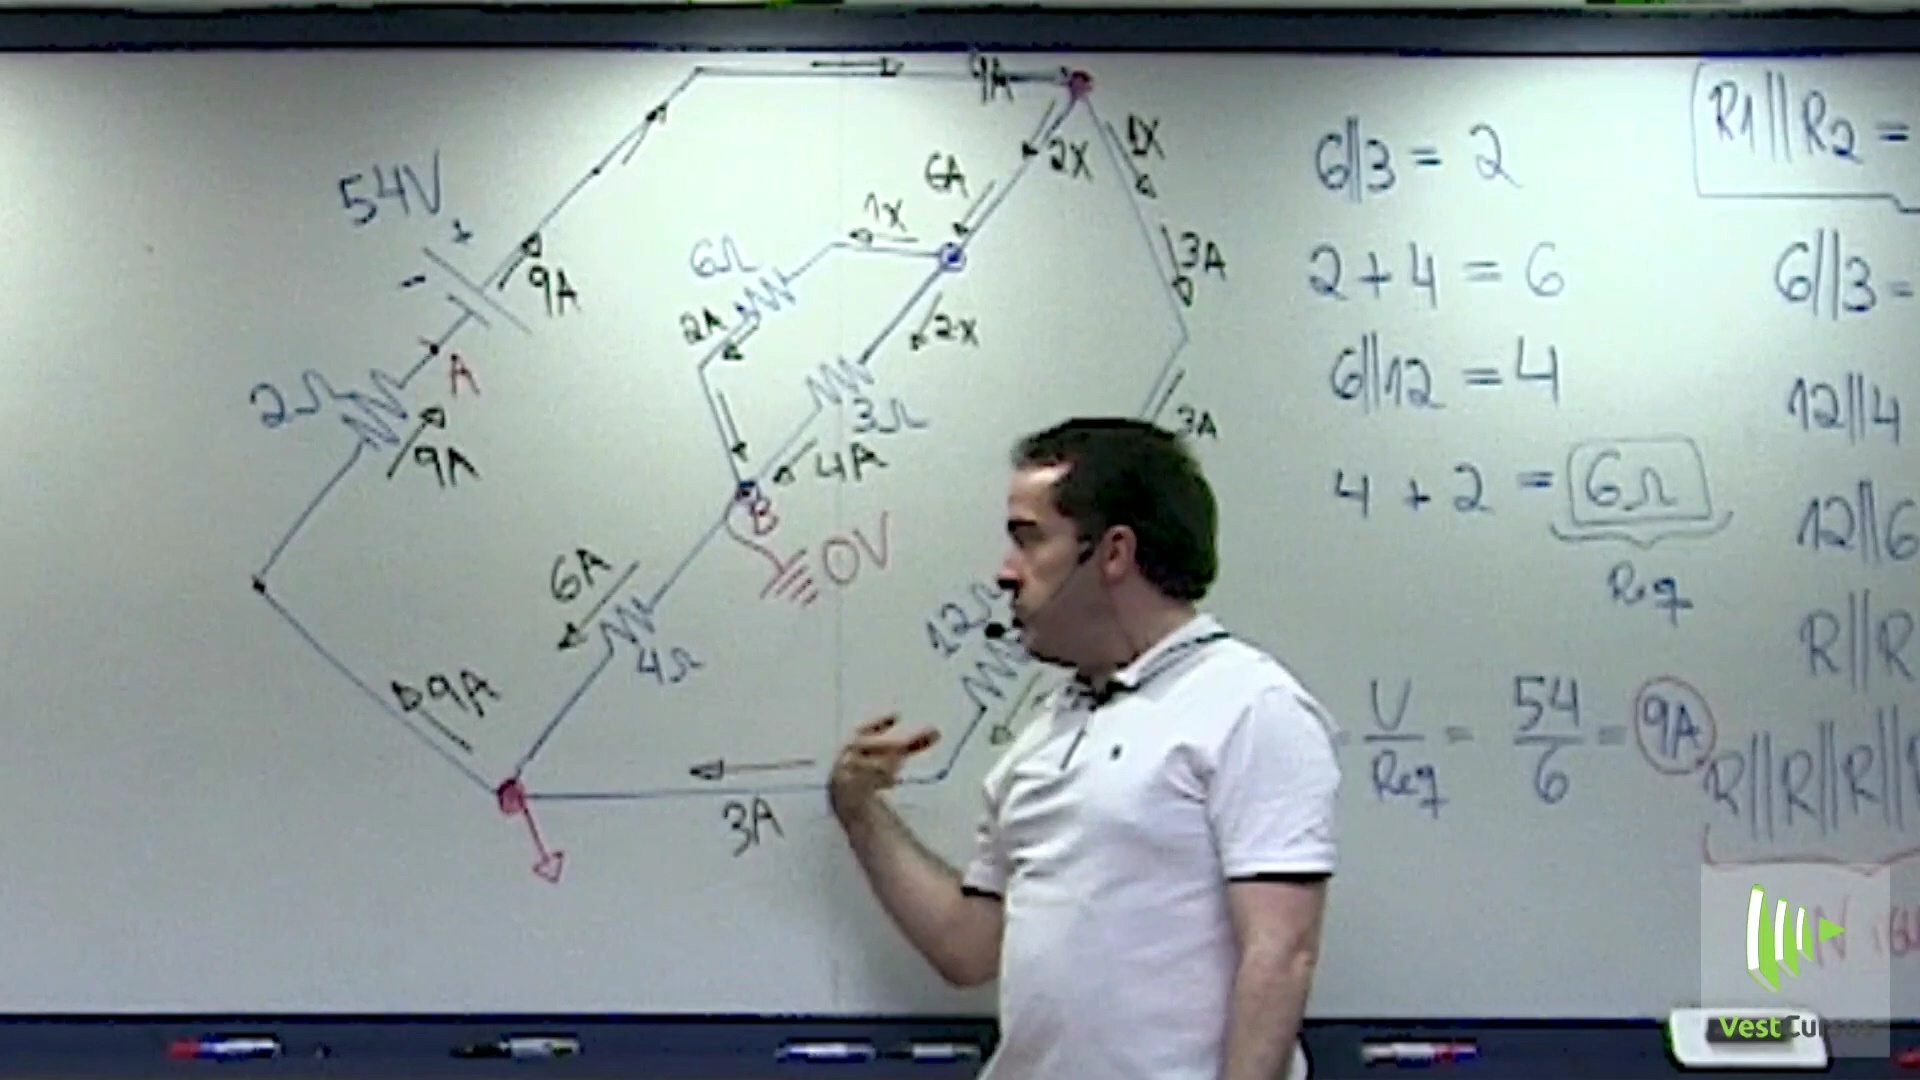 9A
54V
+
-
9A
2x
1x
6A
1x
3A
6Ω
2A
2x
2Ω
A
9A
3Ω
4A
3A
B
0V
6A
4Ω
12Ω
9A
3A
6||3 = 2
2 + 4 = 6
6||12 = 4
4 + 2 = 6Ω
Req
V/Req = 54/6 = 9A
R1||R2 =
6||3 =
12||4
12||6
R||R
R||R||R||
N
VestCursos